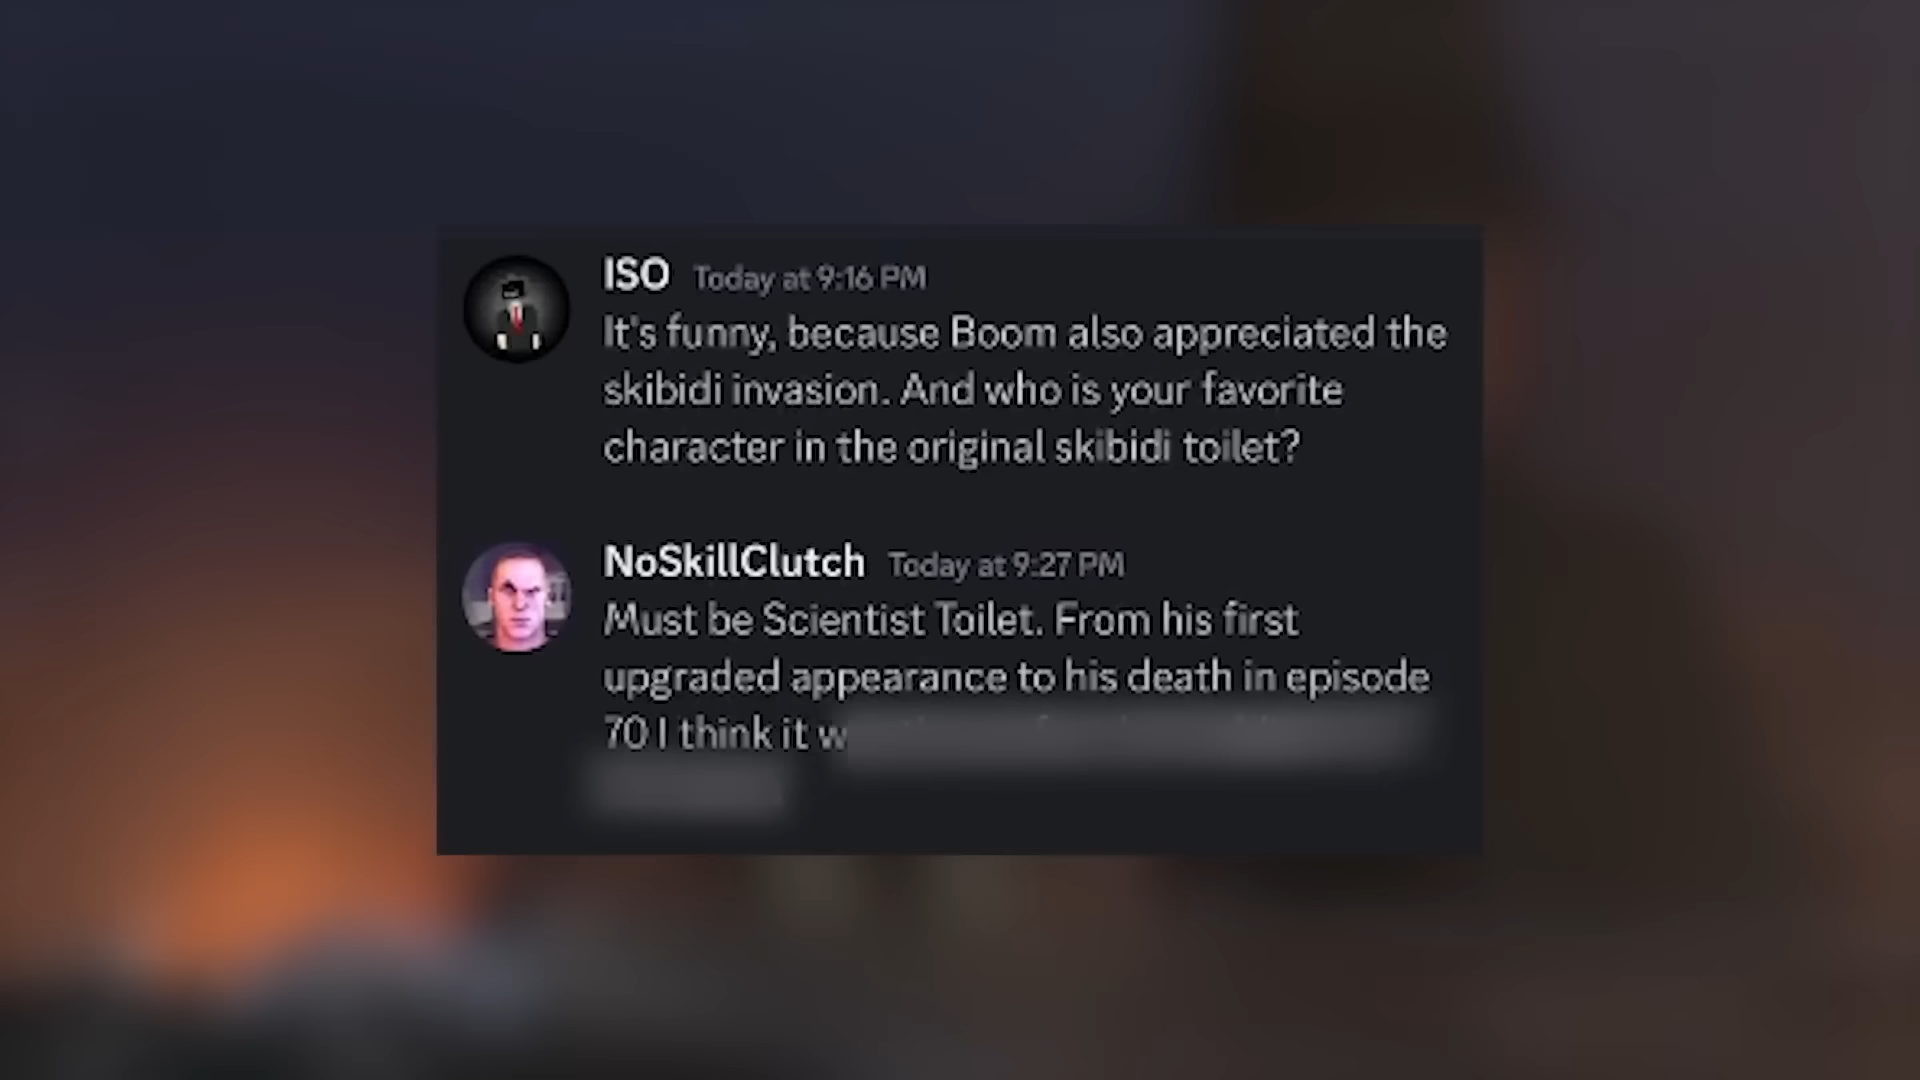 ISO Today at 9:16 PM
It's funny, because Boom also appreciated the
skibidi invasion. And who is your favorite
character in the original skibidi toilet?
NoSkillClutch Today at 9:27 PM
Must be Scientist Toilet. From his first
upgraded appearance to his death in episode
70 I think it